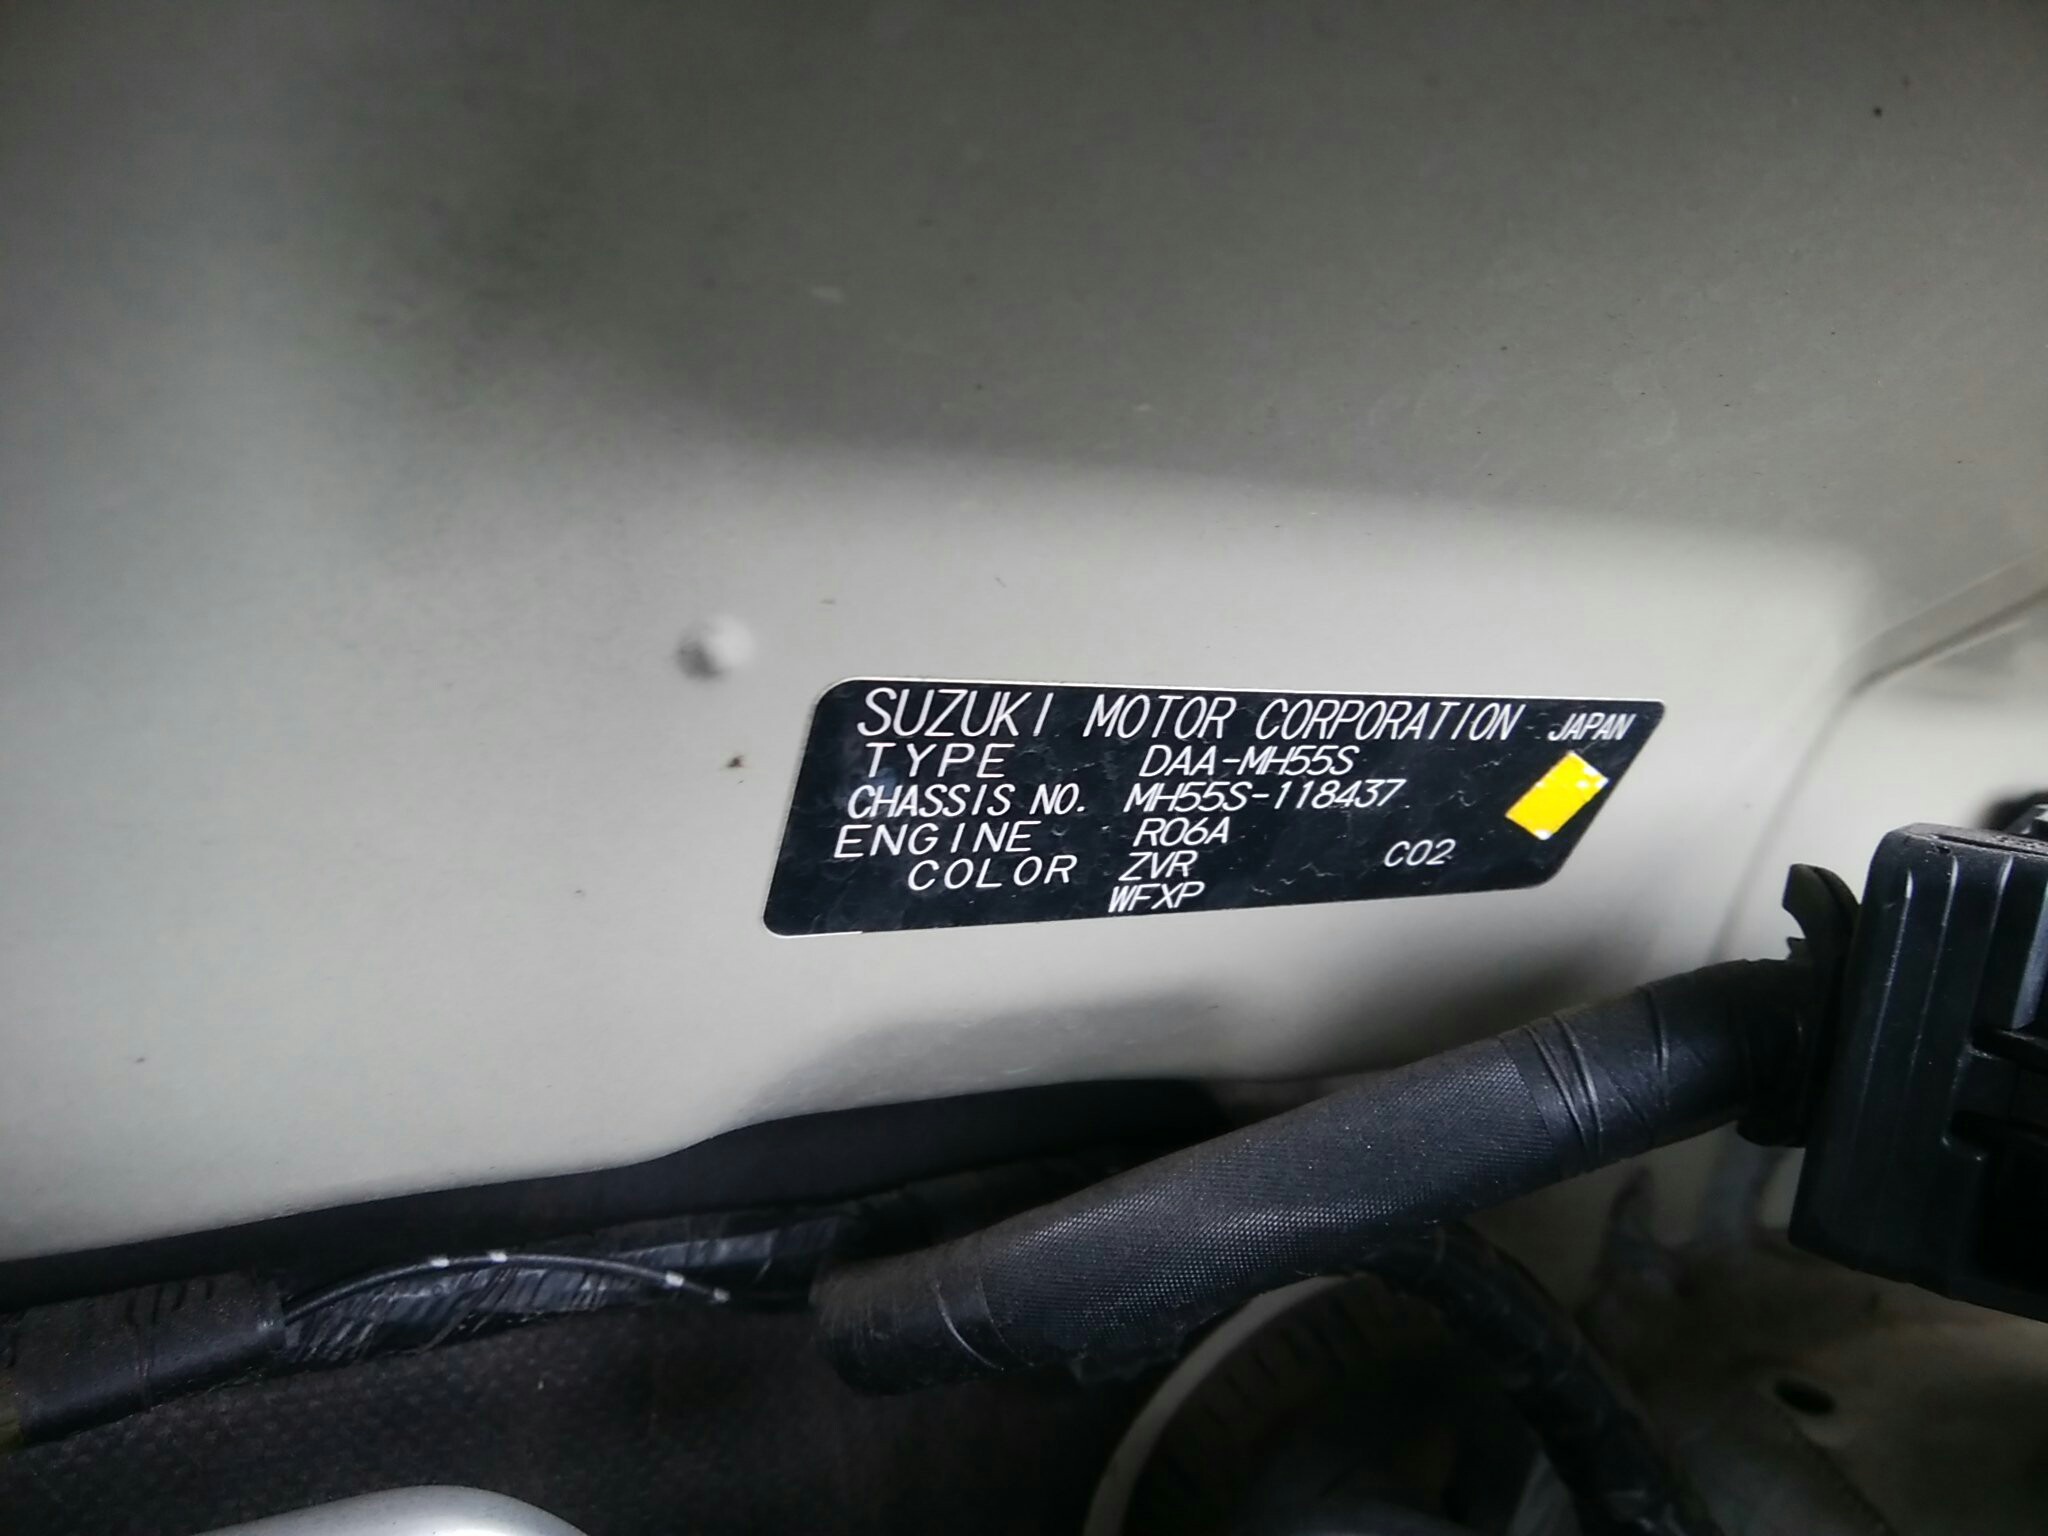 SUZUKI MOTOR CORPORATION JAPAN
TYPE DAA-MH55S
CHASSIS NO. MH55S-118437
ENGINE R06A
COLOR ZVR C02
WFXP